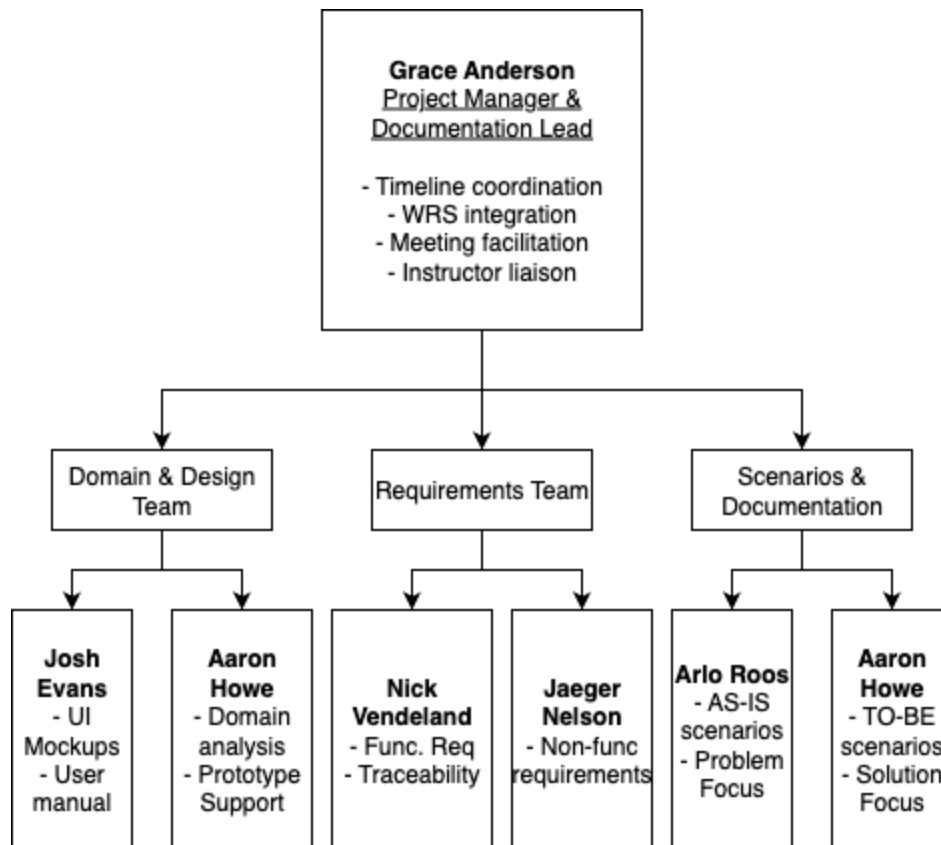 Grace Anderson
Project Manager &
Documentation Lead
- Timeline coordination
- WRS integration
- Meeting facilitation
- Instructor liaison
Domain & Design
Team
Requirements Team
Scenarios &
Documentation
Josh
Evans
- UI
Mockups
- User
manual
Aaron
Howe
- Domain
analysis
- Prototype
Support
Nick
Vendeland
- Func. Req
- Traceability
Jaeger
Nelson
- Non-func
requirements
Arlo Roos
- AS-IS
scenarios
- Problem
Focus
Aaron
Howe
- TO-BE
scenarios
- Solution
Focus